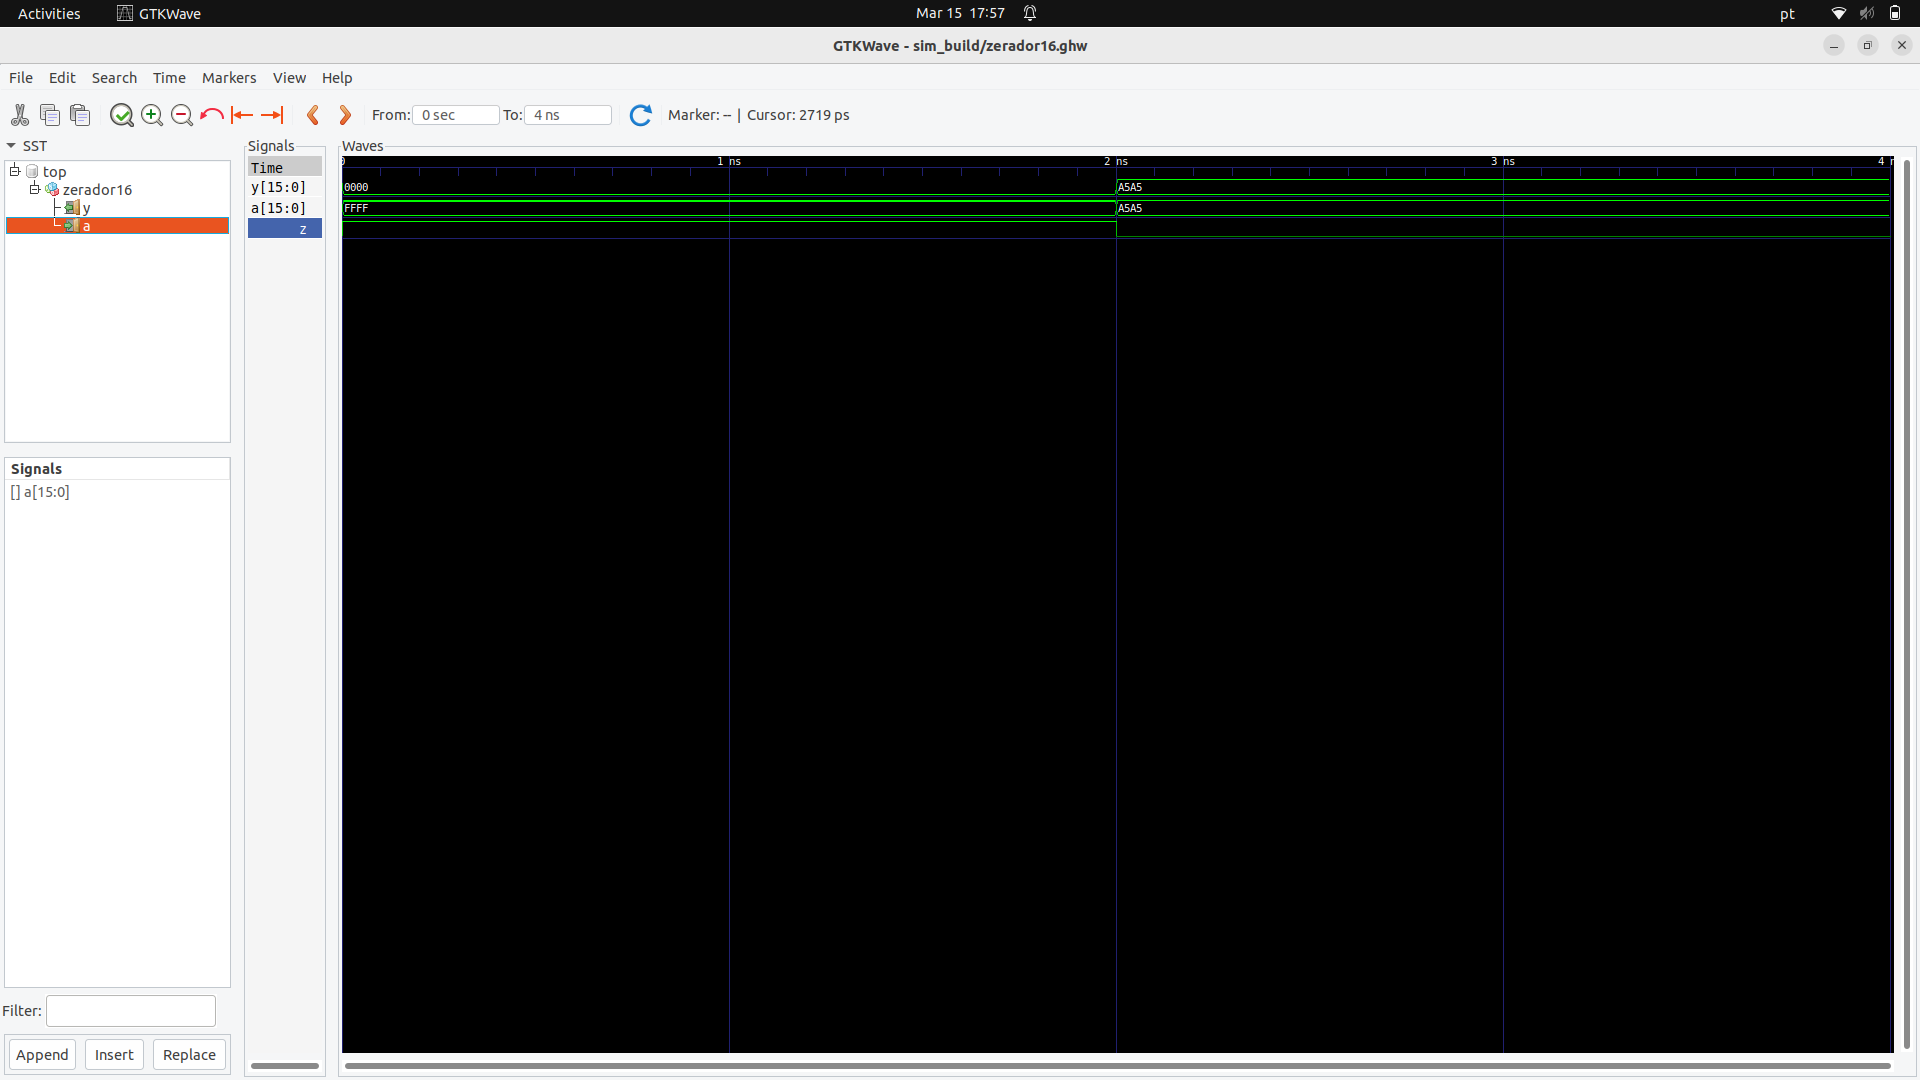 Activities GTKWave Mar 15 17:57 pt
GTKWave - sim_build/zerador16.ghw
File Edit Search Time Markers View Help
From: 0 sec To: 4 ns Marker: -- | Cursor: 2719 ps
SST
top
zerador16
y
a
Signals
[] a[15:0]
Filter:
Append Insert Replace
Signals
Time
y[15:0]
a[15:0]
z
Waves
0 1 ns 2 ns 3 ns 4 n
0000 A5A5
FFFF A5A5